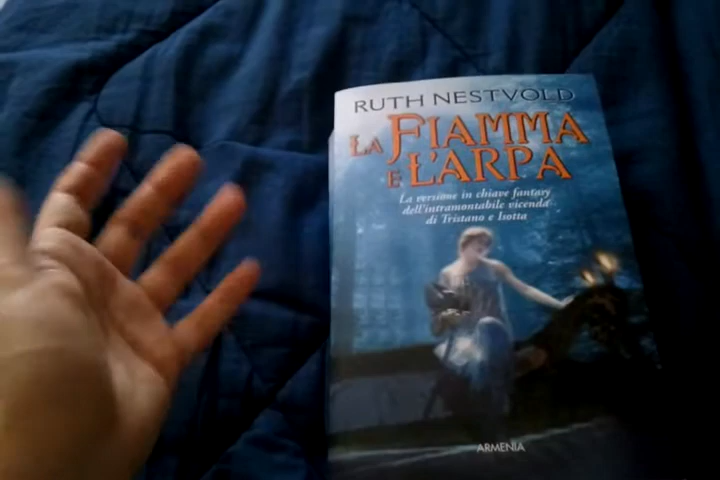 RUTH NESTVOLD
LA FIAMMA
E L'ARPA
La versione in chiave fantasy
dell'intramontabile vicenda
di Tristano e Isotta
ARMENIA